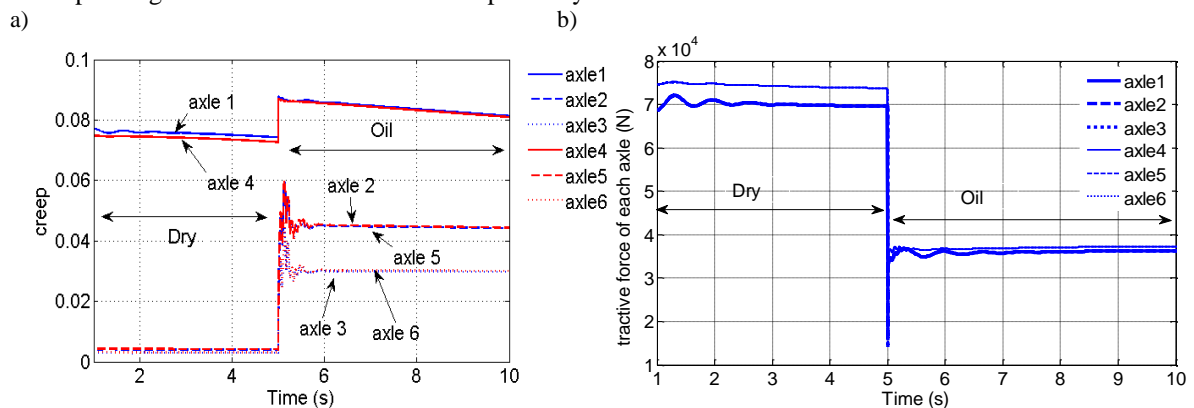 a)
b)
0.1
0.08
0.06
0.04
0.02
0
creep
2
4
6
8
10
Time (s)
axle 1
axle 4
Oil
Dry
axle 2
axle 5
axle 3
axle 6
axle1
axle2
axle3
axle4
axle5
axle6
x 10⁴
8
7
6
5
4
3
2
1
tractive force of each axle (N)
1
2
3
4
5
6
7
8
9
10
Time (s)
Dry
Oil
axle1
axle2
axle3
axle4
axle5
axle6